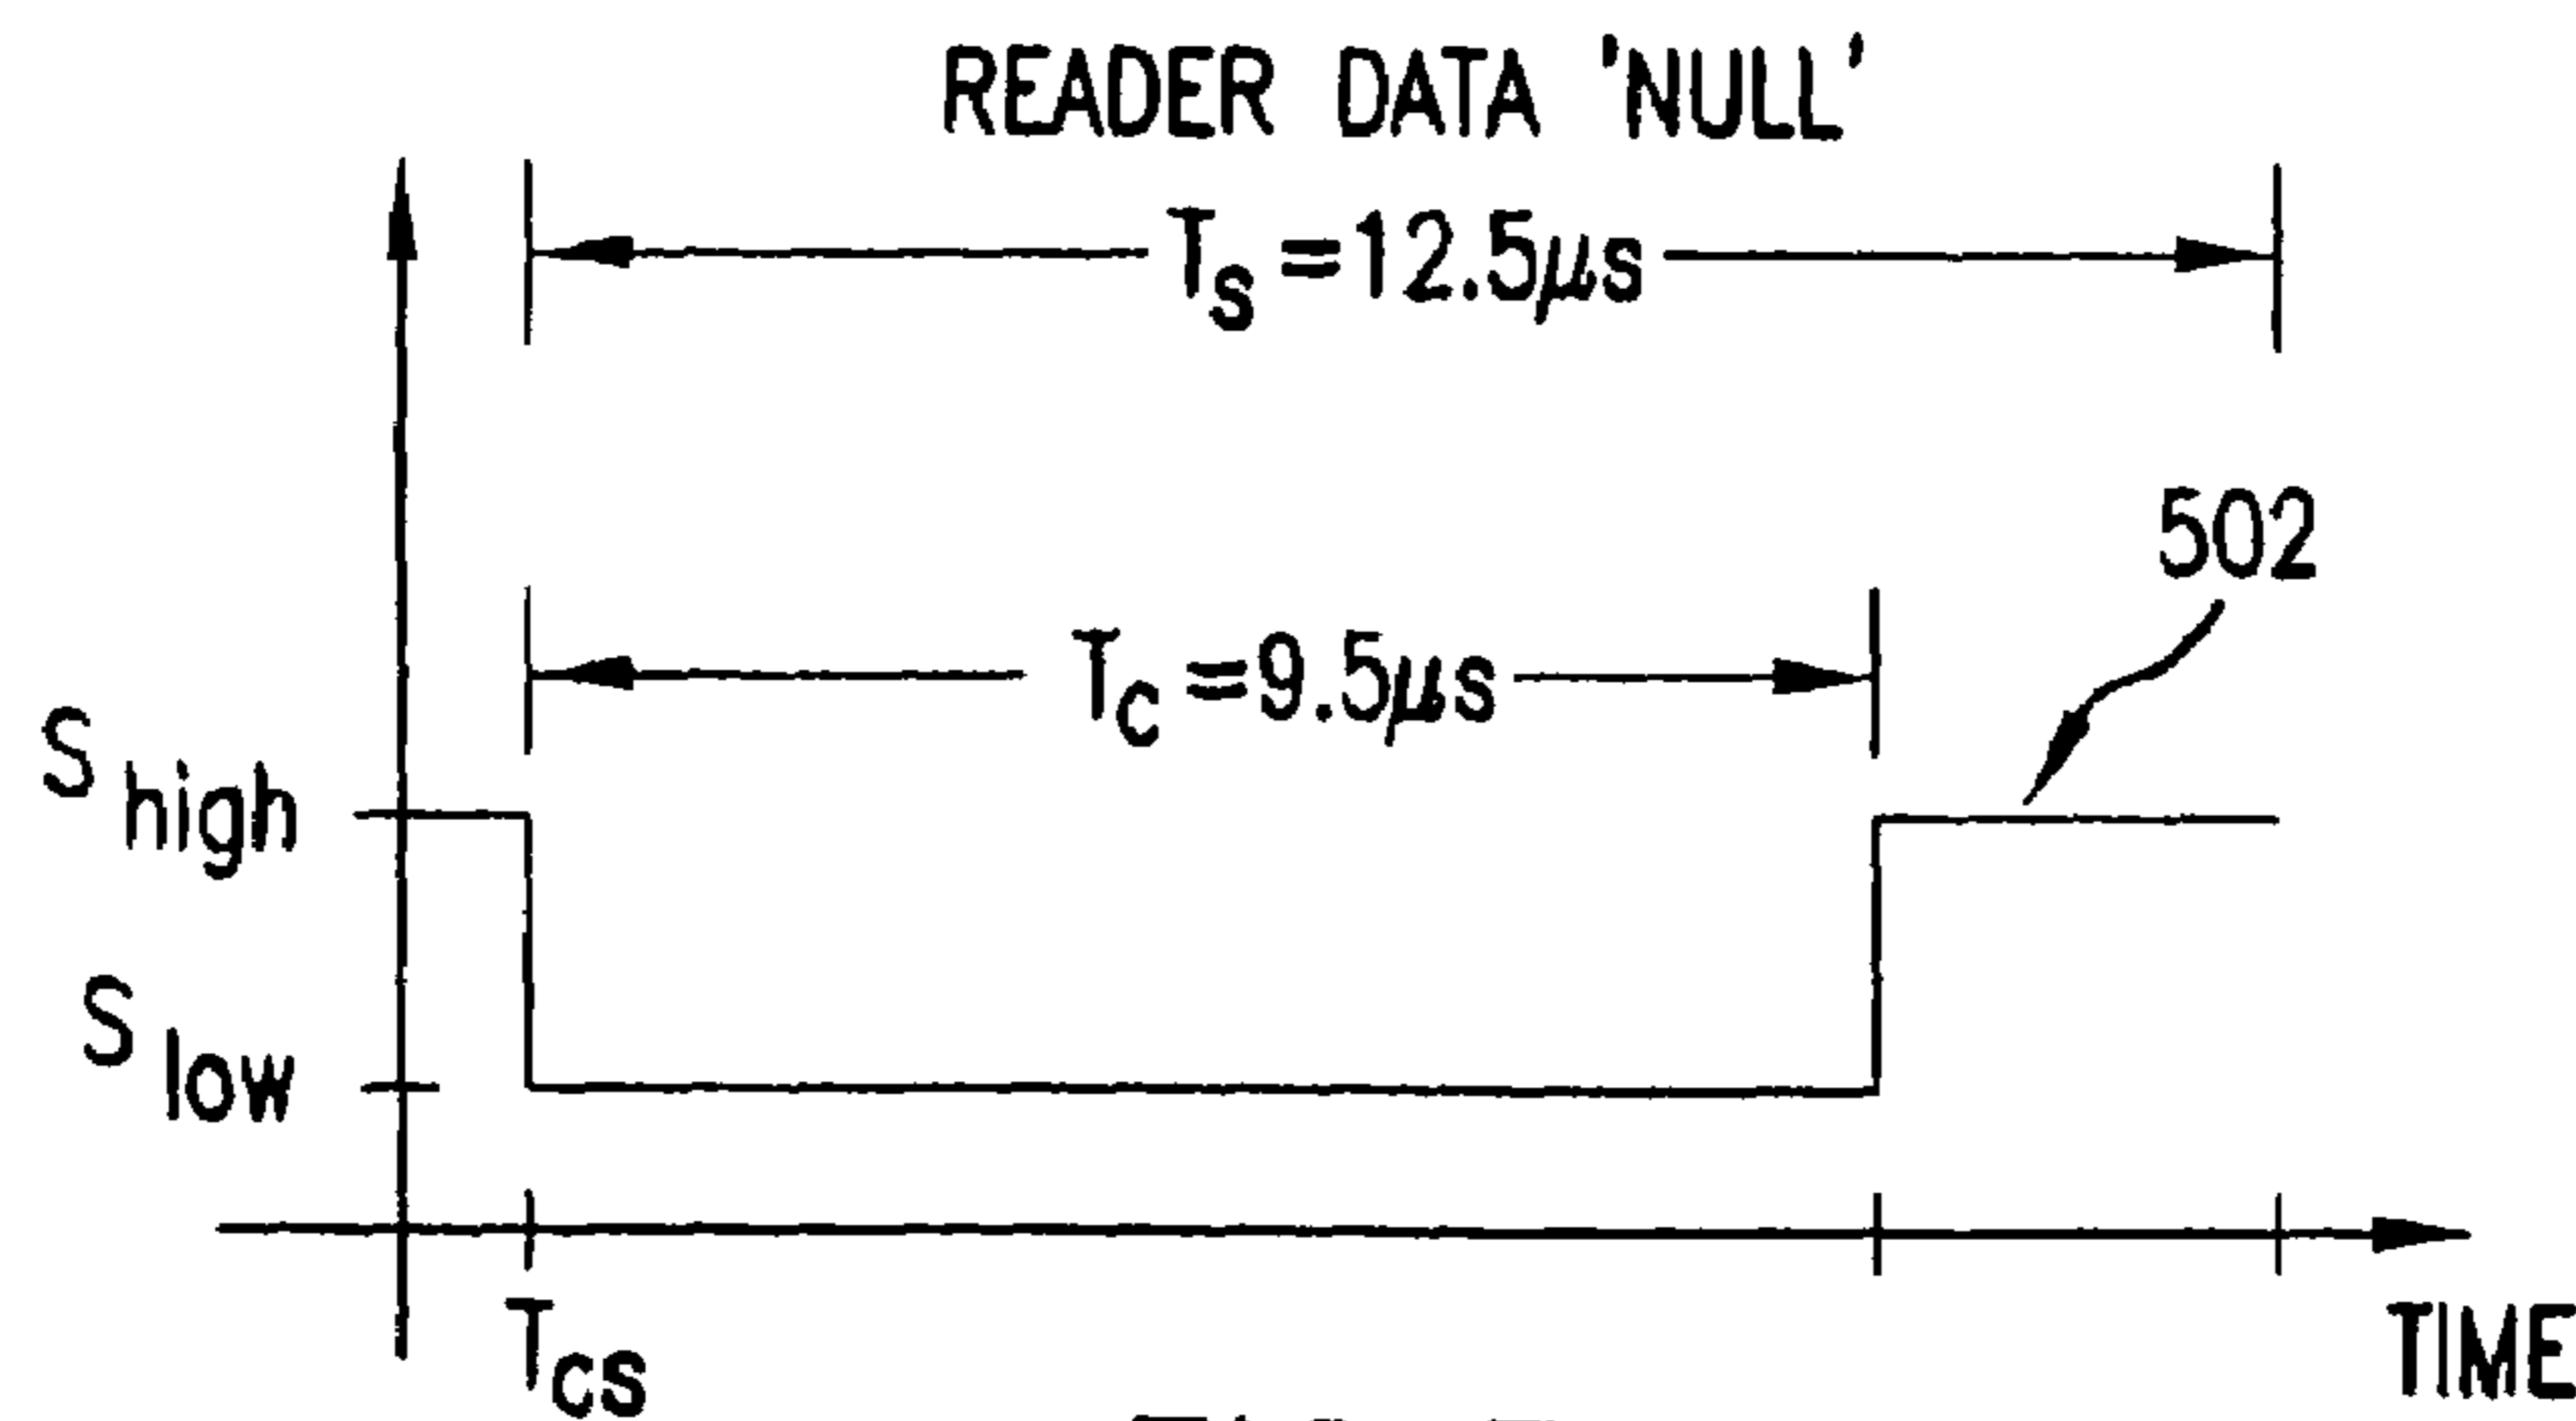 READER DATA 'NULL'
Ts =12.5μs
502
Tc =9.5μs
S high
S low
Tcs
TIME